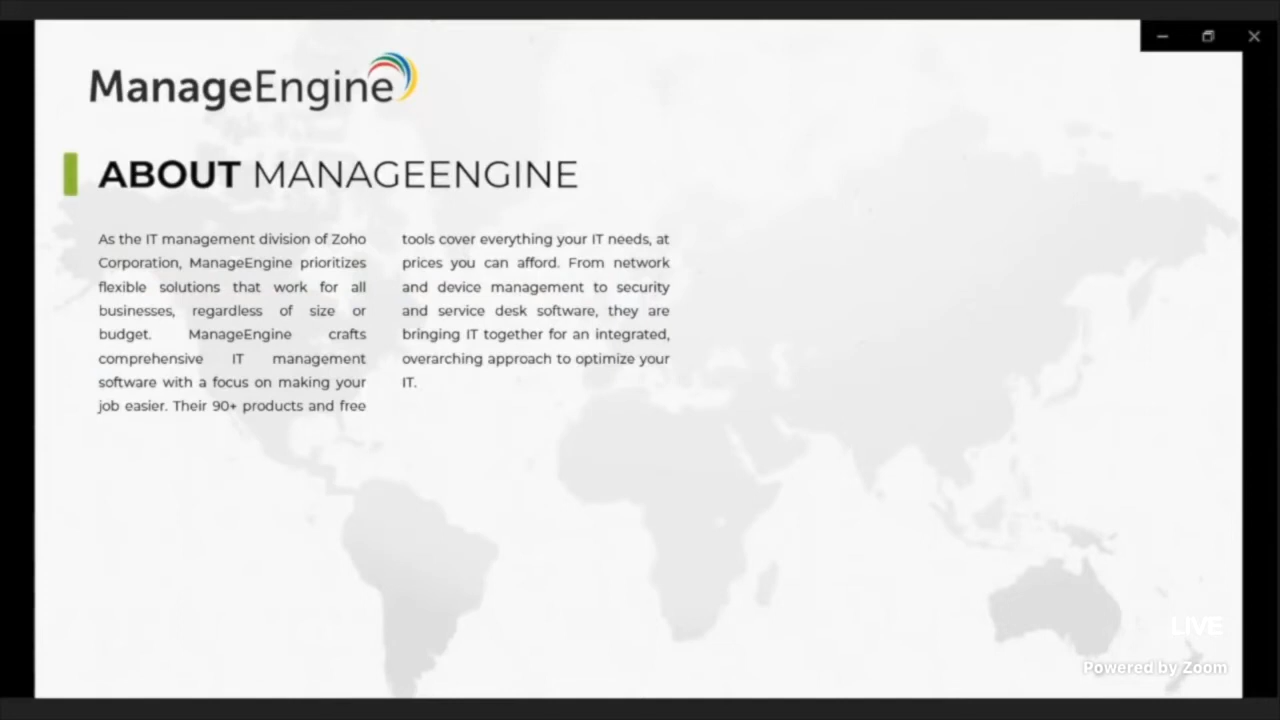 ManageEngine
ABOUT MANAGEENGINE
As the IT management division of Zoho
Corporation, ManageEngine prioritizes
flexible solutions that work for all
businesses, regardless of size or
budget. ManageEngine crafts
comprehensive IT management
software with a focus on making your
job easier. Their 90+ products and free
tools cover everything your IT needs, at
prices you can afford. From network
and device management to security
and service desk software, they are
bringing IT together for an integrated,
overarching approach to optimize your
IT.
LIVE
Powered by Zoom